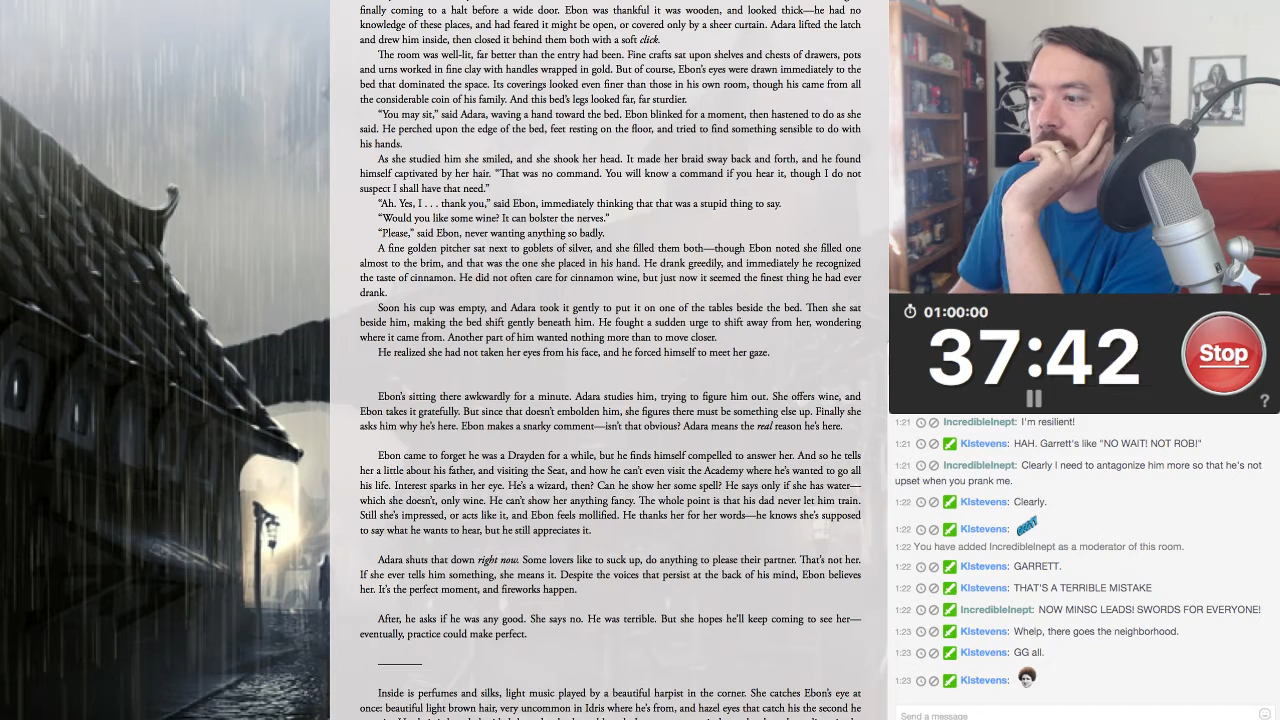 finally coming to a halt before a wide door. Ebon was thankful it was wooden, and looked thick—he had no
knowledge of these places, and had feared it might be open, or covered only by a sheer curtain. Adara lifted the latch
and drew him inside, then closed it behind them both with a soft click.
The room was well-lit, far better than the entry had been. Fine crafts sat upon shelves and chests of drawers, pots
and urns worked in fine clay with handles wrapped in gold. But of course, Ebon's eyes were drawn immediately to the
bed that dominated the space. Its coverings looked even finer than those in his own room, though his came from all
the considerable coin of his family. And this bed's legs looked far, far sturdier.
“You may sit,” said Adara, waving a hand toward the bed. Ebon blinked for a moment, then hastened to do as she
said. He perched upon the edge of the bed, feet resting on the floor, and tried to find something sensible to do with
his hands.
As she studied him she smiled, and she shook her head. It made her braid sway back and forth, and he found
himself captivated by her hair. “That was no command. You will know a command if you hear it, though I do not
suspect I shall have that need.”
“Ah. Yes, I . . . thank you,” said Ebon, immediately thinking that that was a stupid thing to say.
“Would you like some wine? It can bolster the nerves.”
“Please,” said Ebon, never wanting anything so badly.
A fine golden pitcher sat next to goblets of silver, and she filled them both—though Ebon noted she filled one
almost to the brim, and that was the one she placed in his hand. He drank greedily, and immediately he recognized
the taste of cinnamon. He did not often care for cinnamon wine, but just now it seemed the finest thing he had ever
drank.
Soon his cup was empty, and Adara took it gently to put it on one of the tables beside the bed. Then she sat
beside him, making the bed shift gently beneath him. He fought a sudden urge to shift away from her, wondering
where it came from. Another part of him wanted nothing more than to move closer.
He realized she had not taken her eyes from his face, and he forced himself to meet her gaze.
Ebon's sitting there awkwardly for a minute. Adara studies him, trying to figure him out. She offers wine, and
Ebon takes it gratefully. But since that doesn't embolden him, she figures there must be something else up. Finally she
asks him why he's here. Ebon makes a snarky comment—isn't that obvious? Adara means the real reason he's here.
Ebon came to forget he was a Drayden for a while, but he finds himself compelled to answer her. And so he tells
her a little about his father, and visiting the Seat, and how he can't even visit the Academy where he's wanted to go all
his life. Interest sparks in her eye. He's a wizard, then? Can he show her some spell? He says only if she has water—
which she doesn't, only wine. He can't show her anything fancy. The whole point is that his dad never let him train.
Still she's impressed, or acts like it, and Ebon feels mollified. He thanks her for her words—he knows she's supposed
to say what he wants to hear, but he still appreciates it.
Adara shuts that down right now. Some lovers like to suck up, do anything to please their partner. That's not her.
If she ever tells him something, she means it. Despite the voices that persist at the back of his mind, Ebon believes
her. It's the perfect moment, and fireworks happen.
After, he asks if he was any good. She says no. He was terrible. But she hopes he'll keep coming to see her—
eventually, practice could make perfect.
Inside is perfumes and silks, light music played by a beautiful harpist in the corner. She catches Ebon's eye at
once: beautiful light brown hair, very uncommon in Idris where he's from, and hazel eyes that catch his the second he
01:00:00
37:42
Stop
?
1:21 IncredibleInept: I'm resilient!
1:21 Klstevens: HAH. Garrett's like "NO WAIT! NOT ROB!"
1:21 IncredibleInept: Clearly I need to antagonize him more so that he's not
upset when you prank me.
1:22 Klstevens: Clearly.
1:22 Klstevens:
1:22 You have added IncredibleInept as a moderator of this room.
1:22 Klstevens: GARRETT.
1:22 Klstevens: THAT'S A TERRIBLE MISTAKE
1:22 IncredibleInept: NOW MINSC LEADS! SWORDS FOR EVERYONE!
1:23 Klstevens: Whelp, there goes the neighborhood.
1:23 Klstevens: GG all.
1:23 Klstevens:
Send a message